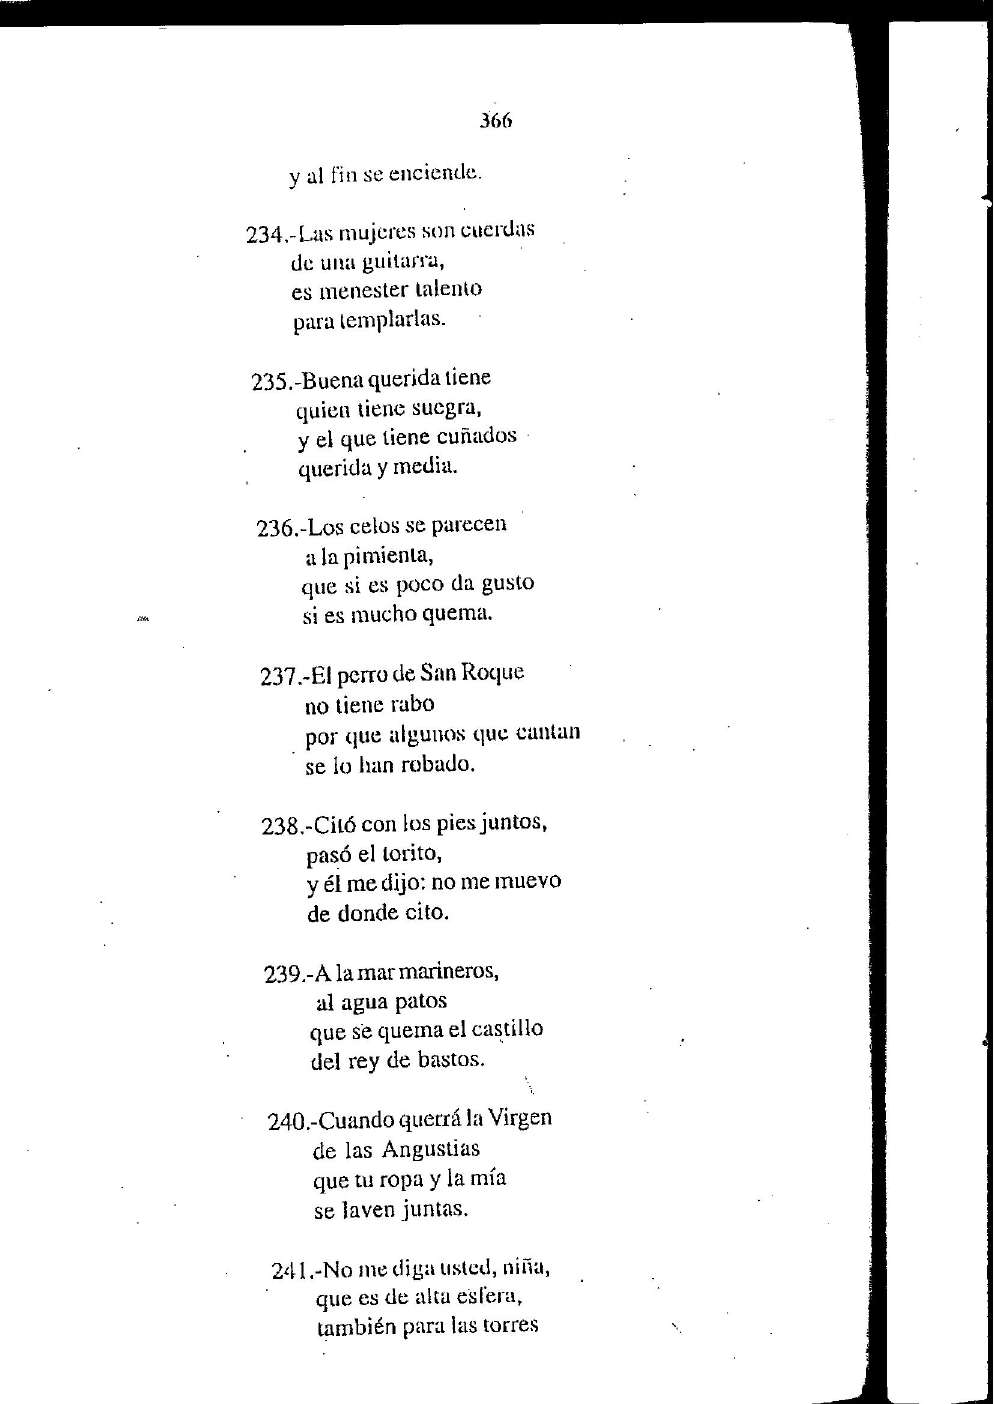 366
y al fin se enciende.
234.-Las mujeres son cuerdas
de una guitarra,
es menester talento
para templarlas.
235.-Buena querida tiene
quien tiene suegra,
y el que tiene cuñados
querida y media.
236.-Los celos se parecen
a la pimienta,
que si es poco da gusto
si es mucho quema.
237.-El perro de San Roque
no tiene rabo
por que algunos que cantan
se lo han robado.
238.-Citó con los pies juntos,
pasó el torito,
y él me dijo: no me muevo
de donde cito.
239.-A la mar marineros,
al agua patos
que se quema el castillo
del rey de bastos.
240.-Cuando querrá la Virgen
de las Angustias
que tu ropa y la mía
se laven juntas.
241.-No me diga usted, niña,
que es de alta esfera,
también para las torres